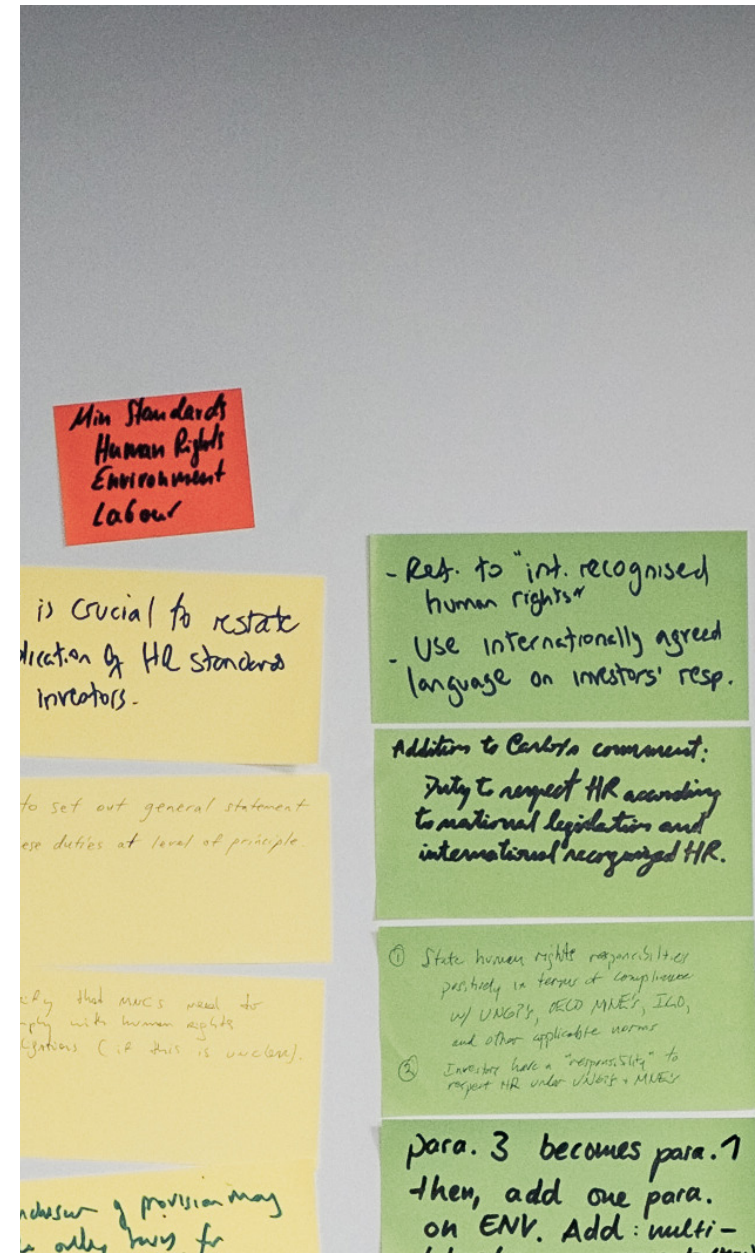 Min Standards
Human Rights
Environment
Labour
is crucial to restate
of HR standards
investors.
to set out general statement
duties at level of principle.
that MNCs need to
with human rights
(if this is unclear).
of provision may
- Ref. to "int. recognised
human rights"
- Use internationally agreed
language on investors' resp.
Addition to Carlos's comment:
Duty to respect HR according
to national legislation and
international recognized HR.
① State human rights responsibilities
positively in terms of compliance
w/ UNGPs, OECD MNEs, ILO,
and other applicable norms
② Investors have a "responsibility" to
respect HR under UNGPs + MNEs
para. 3 becomes para. 1
then, add one para.
on ENV. Add: multi-